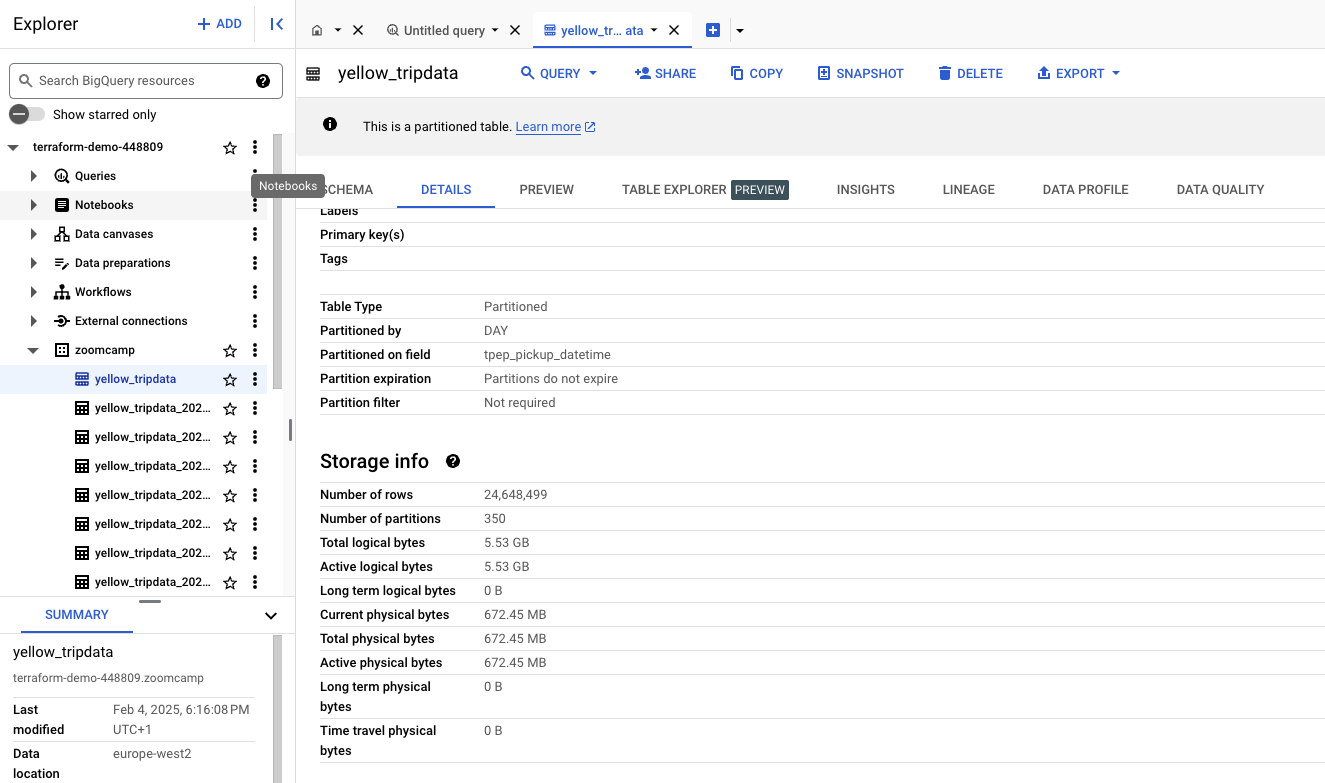 Explorer
+ ADD
Search BigQuery resources
Show starred only
terraform-demo-448809
Queries
Notebooks
Notebooks
Data canvases
Data preparations
Workflows
External connections
zoomcamp
yellow_tripdata
yellow_tripdata_202...
yellow_tripdata_202...
yellow_tripdata_202...
yellow_tripdata_202...
yellow_tripdata_202...
yellow_tripdata_202...
yellow_tripdata_202...
SUMMARY
yellow_tripdata
terraform-demo-448809.zoomcamp
Last modified Feb 4, 2025, 6:16:08 PM UTC+1
Data location europe-west2
Untitled query
yellow_tr... ata
yellow_tripdata
QUERY SHARE COPY SNAPSHOT DELETE EXPORT
This is a partitioned table. Learn more
CHEMA DETAILS PREVIEW TABLE EXPLORER PREVIEW INSIGHTS LINEAGE DATA PROFILE DATA QUALITY
Labels
Primary key(s)
Tags
Table Type Partitioned
Partitioned by DAY
Partitioned on field tpep_pickup_datetime
Partition expiration Partitions do not expire
Partition filter Not required
Storage info
Number of rows 24,648,499
Number of partitions 350
Total logical bytes 5.53 GB
Active logical bytes 5.53 GB
Long term logical bytes 0 B
Current physical bytes 672.45 MB
Total physical bytes 672.45 MB
Active physical bytes 672.45 MB
Long term physical bytes 0 B
Time travel physical bytes 0 B